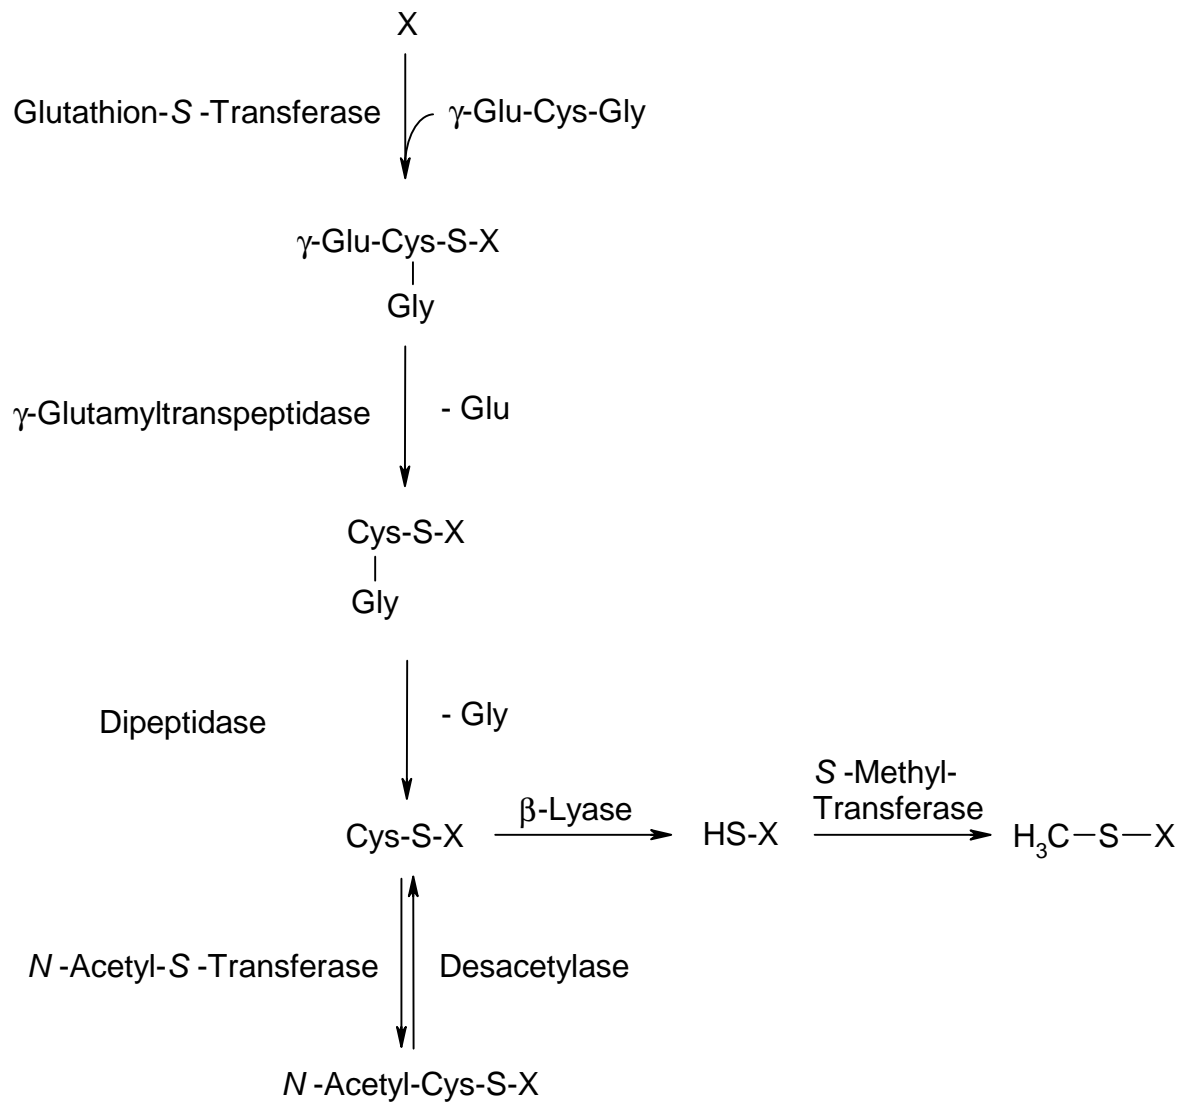 X
Glutathion-S -Transferase
γ-Glu-Cys-Gly
γ-Glu-Cys-S-X
Gly
γ-Glutamyltranspeptidase
- Glu
Cys-S-X
Gly
Dipeptidase
- Gly
Cys-S-X
β-Lyase
HS-X
S -Methyl-
Transferase
H₃C–S–X
N -Acetyl-S -Transferase
Desacetylase
N -Acetyl-Cys-S-X